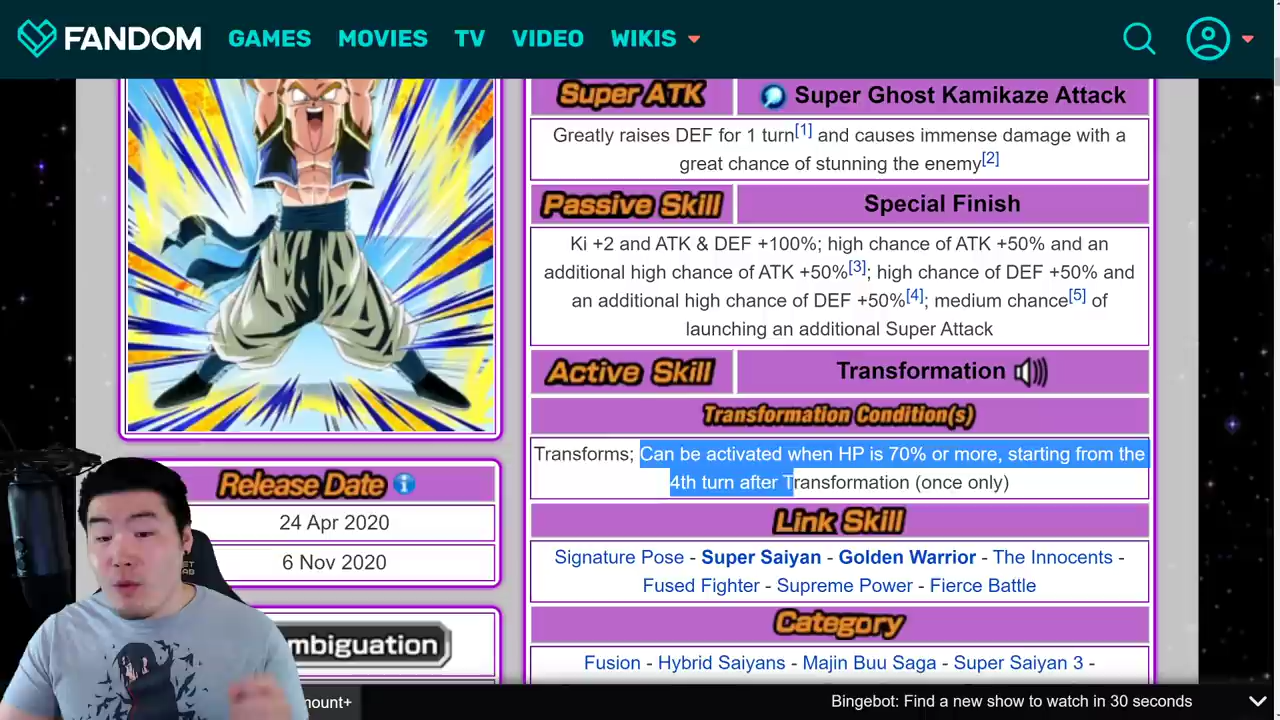 FANDOM GAMES MOVIES TV VIDEO WIKIS
Super ATK
Super Ghost Kamikaze Attack
Greatly raises DEF for 1 turn[1] and causes immense damage with a
great chance of stunning the enemy[2]
Passive Skill
Special Finish
Ki +2 and ATK & DEF +100%; high chance of ATK +50% and an
additional high chance of ATK +50%[3]; high chance of DEF +50% and
an additional high chance of DEF +50%[4]; medium chance[5] of
launching an additional Super Attack
Active Skill
Transformation
Transformation Condition(s)
Transforms; Can be activated when HP is 70% or more, starting from the
4th turn after Transformation (once only)
Link Skill
Signature Pose - Super Saiyan - Golden Warrior - The Innocents -
Fused Fighter - Supreme Power - Fierce Battle
Category
Fusion - Hybrid Saiyans - Majin Buu Saga - Super Saiyan 3 -
Release Date
24 Apr 2020
6 Nov 2020
mbiguation
mount+
Bingebot: Find a new show to watch in 30 seconds